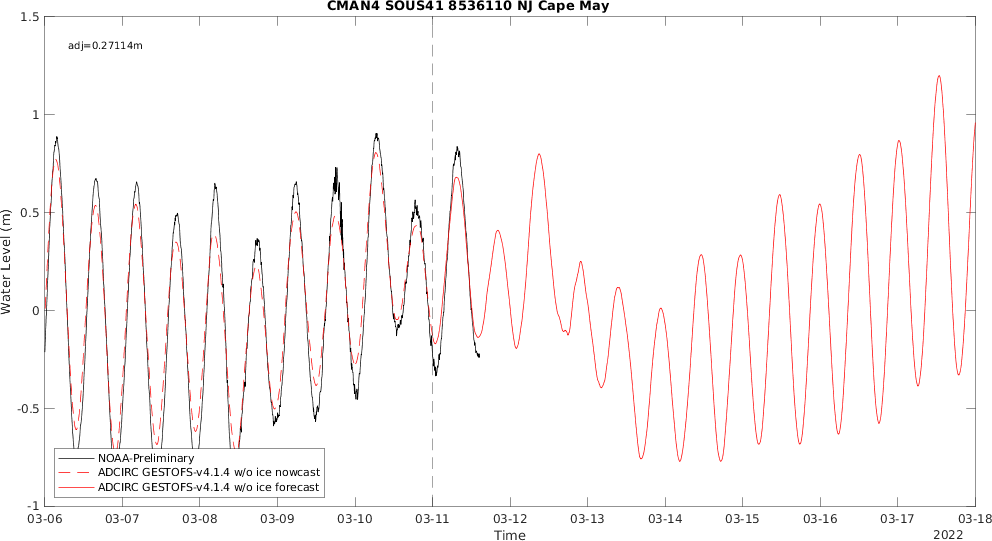 CMAN4 SOUS41 8536110 NJ Cape May
adj=0.27114m
1.5
1
0.5
0
-0.5
-1
Water Level (m)
NOAA-Preliminary
ADCIRC GESTOFS-v4.1.4 w/o ice nowcast
ADCIRC GESTOFS-v4.1.4 w/o ice forecast
03-06 03-07 03-08 03-09 03-10 03-11 03-12 03-13 03-14 03-15 03-16 03-17 03-18
Time
2022